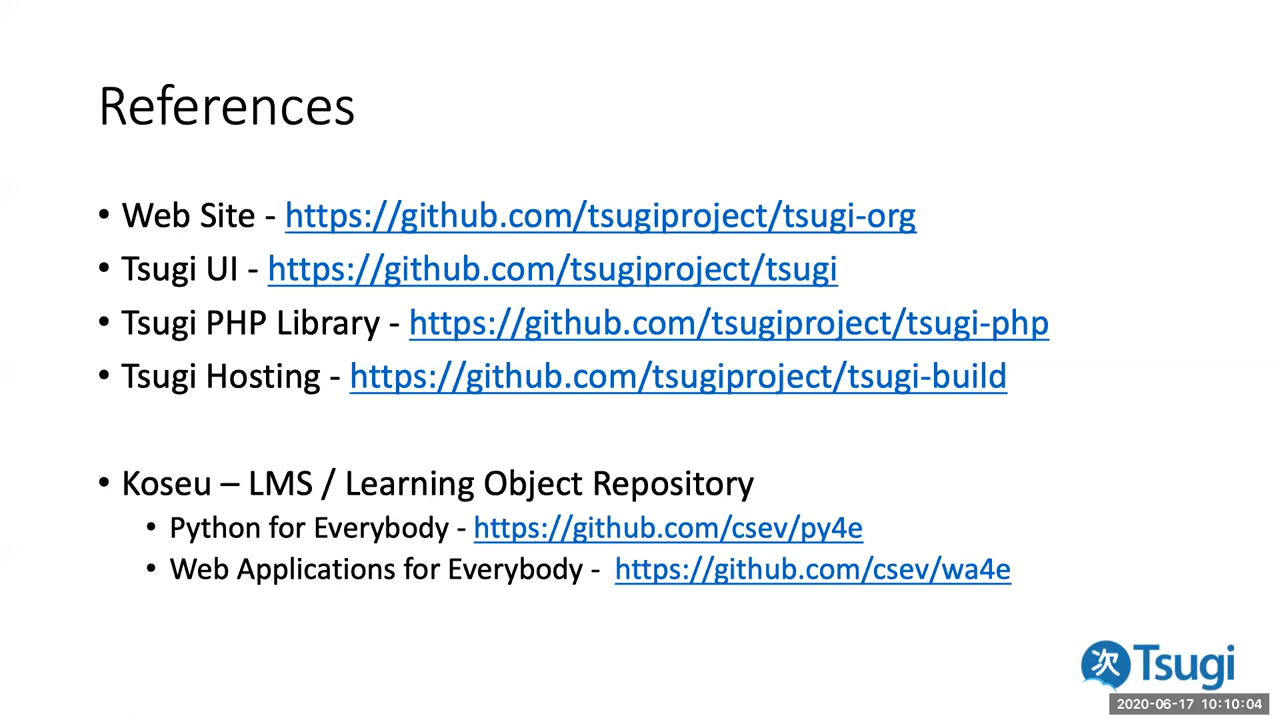 References
• Web Site - https://github.com/tsugiproject/tsugi-org
• Tsugi UI - https://github.com/tsugiproject/tsugi
• Tsugi PHP Library - https://github.com/tsugiproject/tsugi-php
• Tsugi Hosting - https://github.com/tsugiproject/tsugi-build
• Koseu – LMS / Learning Object Repository
• Python for Everybody - https://github.com/csev/py4e
• Web Applications for Everybody - https://github.com/csev/wa4e
次 Tsugi
2020-06-17 10:10:04